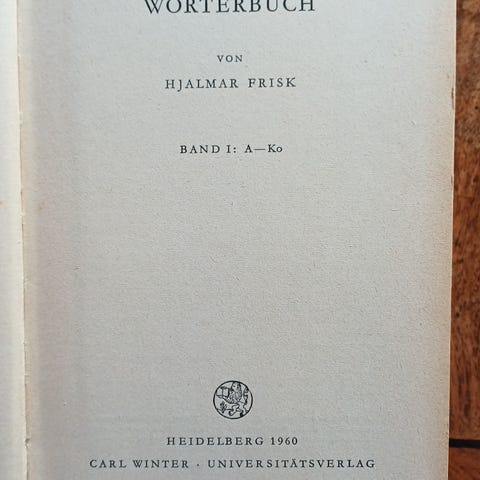 WÖRTERBUCH
VON
HJALMAR FRISK
BAND I: A—Ko
HEIDELBERG 1960
CARL WINTER · UNIVERSITÄTSVERLAG